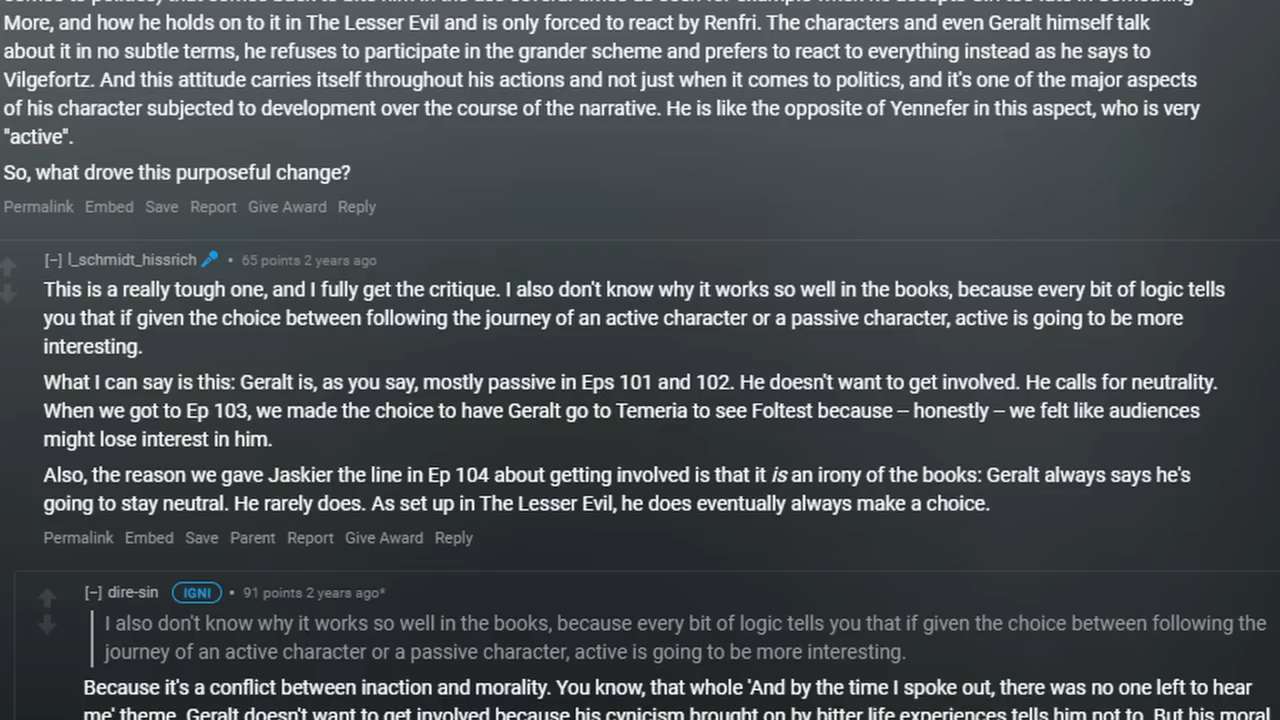 More, and how he holds on to it in The Lesser Evil and is only forced to react by Renfri. The characters and even Geralt himself talk
about it in no subtle terms, he refuses to participate in the grander scheme and prefers to react to everything instead as he says to
Vilgefortz. And this attitude carries itself throughout his actions and not just when it comes to politics, and it's one of the major aspects
of his character subjected to development over the course of the narrative. He is like the opposite of Yennefer in this aspect, who is very
"active".
So, what drove this purposeful change?
Permalink Embed Save Report Give Award Reply
[–] l_schmidt_hissrich • 65 points 2 years ago
This is a really tough one, and I fully get the critique. I also don't know why it works so well in the books, because every bit of logic tells
you that if given the choice between following the journey of an active character or a passive character, active is going to be more
interesting.
What I can say is this: Geralt is, as you say, mostly passive in Eps 101 and 102. He doesn't want to get involved. He calls for neutrality.
When we got to Ep 103, we made the choice to have Geralt go to Temeria to see Foltest because – honestly – we felt like audiences
might lose interest in him.
Also, the reason we gave Jaskier the line in Ep 104 about getting involved is that it is an irony of the books: Geralt always says he's
going to stay neutral. He rarely does. As set up in The Lesser Evil, he does eventually always make a choice.
Permalink Embed Save Parent Report Give Award Reply
[–] dire-sin IGNI • 91 points 2 years ago*
I also don't know why it works so well in the books, because every bit of logic tells you that if given the choice between following the
journey of an active character or a passive character, active is going to be more interesting.
Because it's a conflict between inaction and morality. You know, that whole 'And by the time I spoke out, there was no one left to hear
me' theme. Geralt doesn't want to get involved because his cynicism brought on by bitter life experiences tells him not to. But his moral